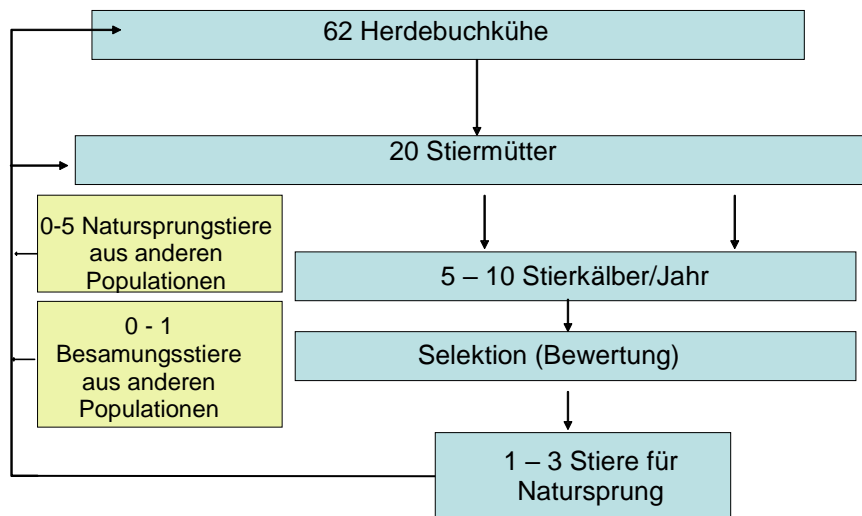 62 Herdebuchkühe
20 Stiermütter
0-5 Natursprungstiere
aus anderen
Populationen
5 – 10 Stierkälber/Jahr
0 - 1
Besamungsstiere
aus anderen
Populationen
Selektion (Bewertung)
1 – 3 Stiere für
Natursprung